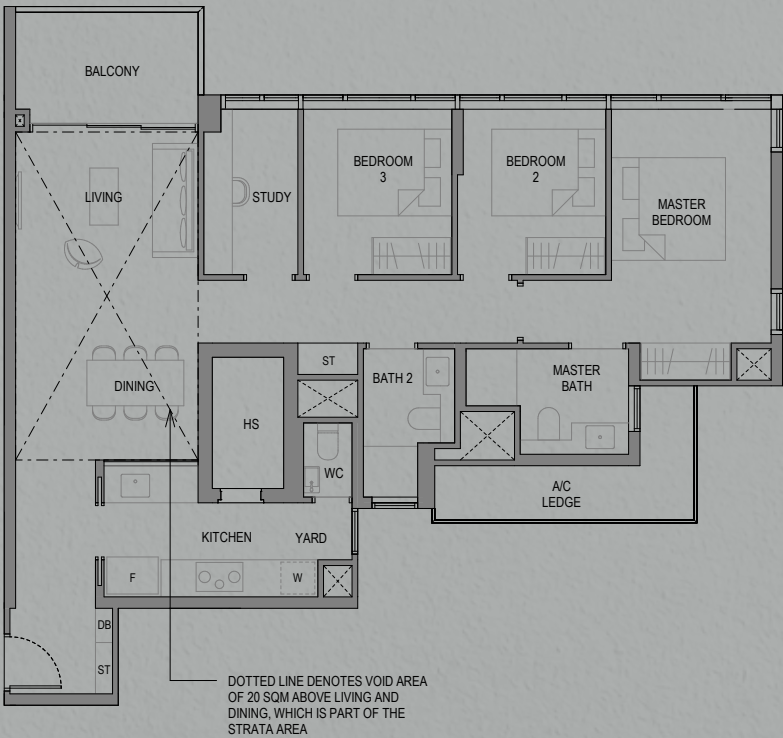 BALCONY
LIVING
STUDY
BEDROOM
3
BEDROOM
2
MASTER
BEDROOM
DINING
ST
HS
BATH 2
MASTER
BATH
WC
A/C
LEDGE
KITCHEN
YARD
F
W
DB
ST
DOTTED LINE DENOTES VOID AREA
OF 20 SQM ABOVE LIVING AND
DINING, WHICH IS PART OF THE
STRATA AREA